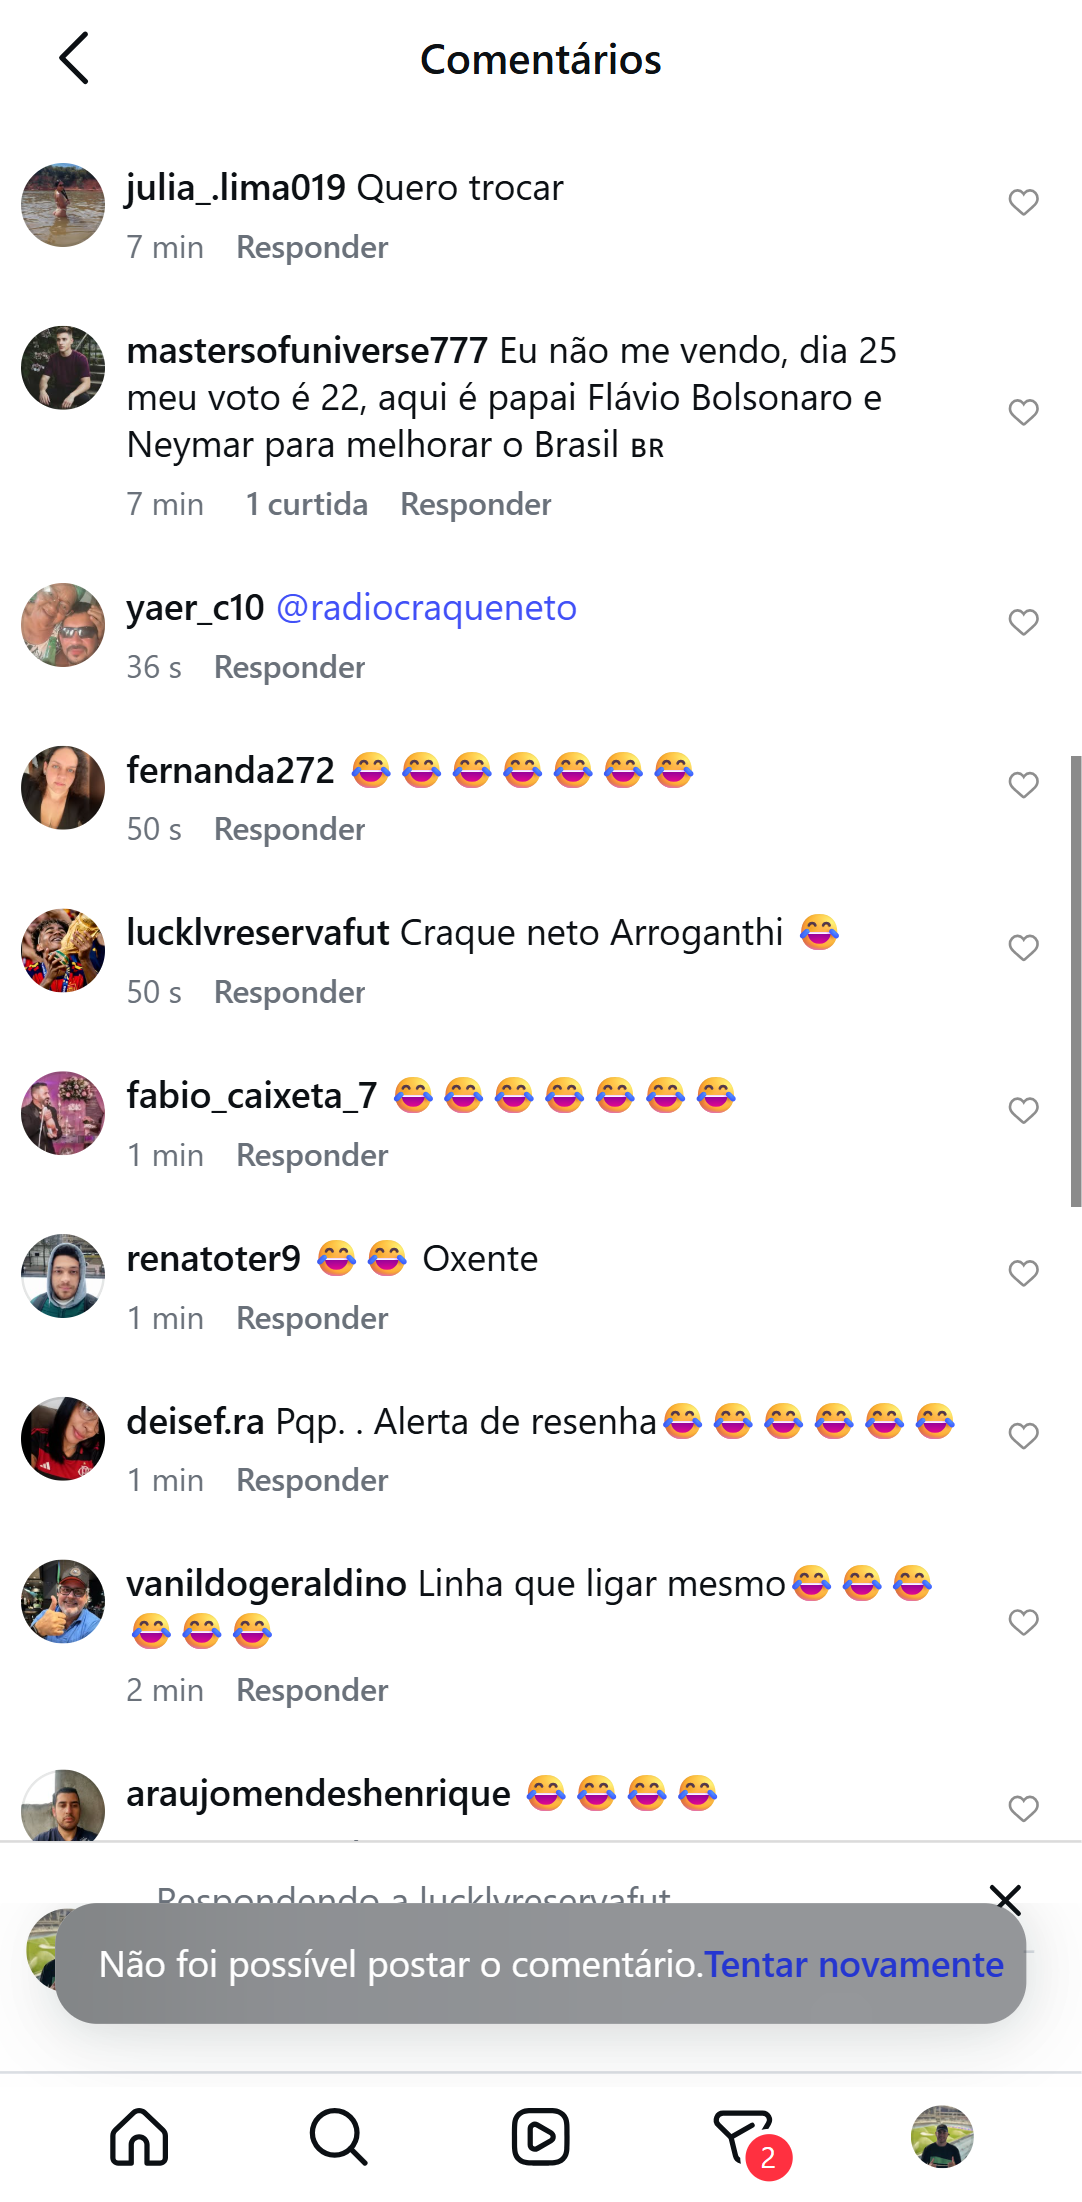 Comentários
julia_.lima019 Quero trocar
7 min Responder
mastersofuniverse777 Eu não me vendo, dia 25
meu voto é 22, aqui é papai Flávio Bolsonaro e
Neymar para melhorar o Brasil BR
7 min 1 curtida Responder
yaer_c10 @radiocraqueneto
36 s Responder
fernanda272 😂😂😂😂😂😂😂
50 s Responder
lucklvreservafut Craque neto Arroganthi 😂
50 s Responder
fabio_caixeta_7 😂😂😂😂😂😂😂
1 min Responder
renatoter9 😂😂 Oxente
1 min Responder
deisef.ra Pqp. . Alerta de resenha😂😂😂😂😂😂
1 min Responder
vanildogeraldino Linha que ligar mesmo😂😂😂
😂😂😂
2 min Responder
araujomendeshenrique 😂😂😂😂
Respondendo a lucklvreservafut
Não foi possível postar o comentário.Tentar novamente
2